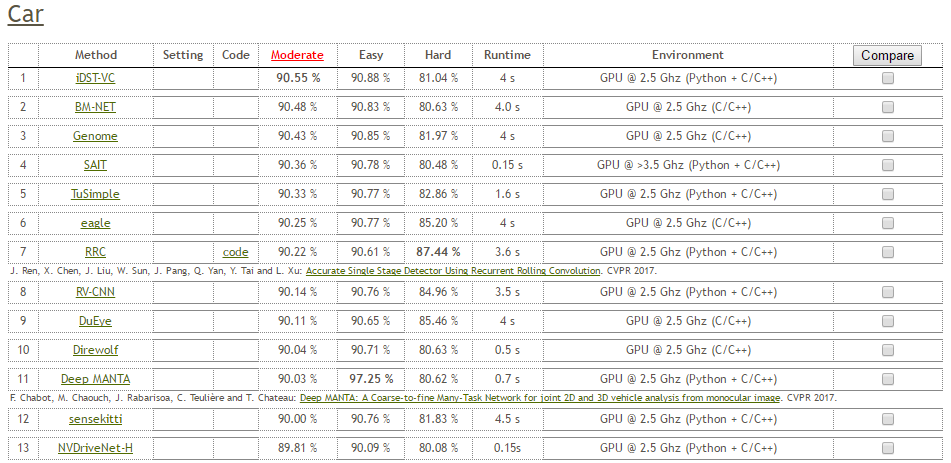 Car
Method Setting Code Moderate Easy Hard Runtime Environment Compare
1 iDST-VC 90.55 % 90.88 % 81.04 % 4 s GPU @ 2.5 Ghz (Python + C/C++)
2 BM-NET 90.48 % 90.83 % 80.63 % 4.0 s GPU @ 2.5 Ghz (C/C++)
3 Genome 90.43 % 90.85 % 81.97 % 4 s GPU @ 2.5 Ghz (C/C++)
4 SAIT 90.36 % 90.78 % 80.48 % 0.15 s GPU @ >3.5 Ghz (Python + C/C++)
5 TuSimple 90.33 % 90.77 % 82.86 % 1.6 s GPU @ 2.5 Ghz (Python + C/C++)
6 eagle 90.25 % 90.77 % 85.20 % 4 s GPU @ 2.5 Ghz (C/C++)
7 RRC code 90.22 % 90.61 % 87.44 % 3.6 s GPU @ 2.5 Ghz (Python + C/C++)
J. Ren, X. Chen, J. Liu, W. Sun, J. Pang, Q. Yan, Y. Tai and L. Xu: Accurate Single Stage Detector Using Recurrent Rolling Convolution. CVPR 2017.
8 RV-CNN 90.14 % 90.76 % 84.96 % 3.5 s GPU @ 2.5 Ghz (Python + C/C++)
9 DuEye 90.11 % 90.65 % 85.46 % 4 s GPU @ 2.5 Ghz (C/C++)
10 Direwolf 90.04 % 90.71 % 80.63 % 0.5 s GPU @ 2.5 Ghz (C/C++)
11 Deep MANTA 90.03 % 97.25 % 80.62 % 0.7 s GPU @ 2.5 Ghz (Python + C/C++)
F. Chabot, M. Chaouch, J. Rabarisoa, C. Teulière and T. Chateau: Deep MANTA: A Coarse-to-fine Many-Task Network for joint 2D and 3D vehicle analysis from monocular image. CVPR 2017.
12 sensekitti 90.00 % 90.76 % 81.83 % 4.5 s GPU @ 2.5 Ghz (Python + C/C++)
13 NVDriveNet-H 89.81 % 90.09 % 80.08 % 0.15s GPU @ 2.5 Ghz (Python + C/C++)